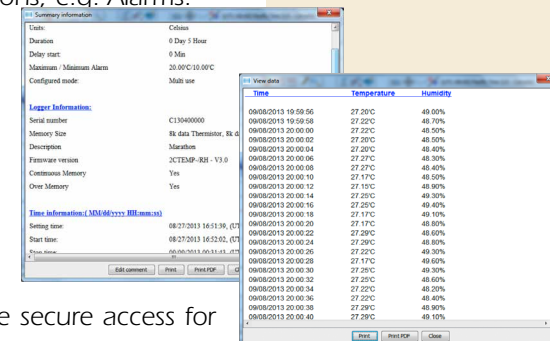 ons, e.g. Alarms.
Summary information
Units: Celsius
Duration 0 Day 5 Hour
Delay start: 0 Min
Maximum / Minimum Alarm 20.00°C/10.00°C
Configured mode: Multi use
Logger Information:
Serial number C130400000
Memory Size 8k data Thermistor, 8k d
Description Marathon
Firmware version 2CTEMP-RH - V3.0
Continuous Memory Yes
Over Memory Yes
Time information:( MM/dd/yyyy HH:mm:ss)
Setting time: 08/27/2013 16:51:39, (UT
Start time: 08/27/2013 16:52:02, (UT
Stop time:
Edit comment Print Print PDF
View data
Time Temperature Humidity
09/08/2013 19:59:56 27.20°C 49.00%
09/08/2013 19:59:58 27.22°C 48.70%
09/08/2013 20:00:00 27.22°C 48.50%
09/08/2013 20:00:02 27.20°C 48.50%
09/08/2013 20:00:04 27.20°C 48.40%
09/08/2013 20:00:06 27.27°C 48.30%
09/08/2013 20:00:08 27.27°C 48.40%
09/08/2013 20:00:10 27.17°C 48.50%
09/08/2013 20:00:12 27.15°C 48.90%
09/08/2013 20:00:14 27.25°C 49.30%
09/08/2013 20:00:16 27.25°C 49.40%
09/08/2013 20:00:18 27.17°C 49.10%
09/08/2013 20:00:20 27.17°C 48.80%
09/08/2013 20:00:22 27.29°C 48.60%
09/08/2013 20:00:24 27.29°C 48.80%
09/08/2013 20:00:26 27.22°C 49.30%
09/08/2013 20:00:28 27.17°C 49.60%
09/08/2013 20:00:30 27.25°C 49.30%
09/08/2013 20:00:32 27.25°C 48.60%
09/08/2013 20:00:34 27.22°C 48.20%
09/08/2013 20:00:36 27.22°C 48.40%
09/08/2013 20:00:38 27.29°C 48.90%
09/08/2013 20:00:40 27.29°C 49.10%
Print Print PDF Close
e secure access for